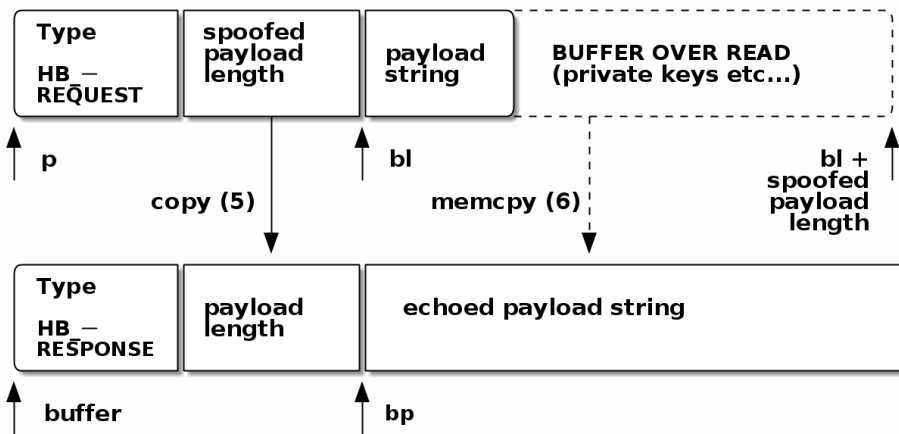 Type
HB_–
REQUEST
spoofed
payload
length
payload
string
BUFFER OVER READ
(private keys etc...)
p
bl
bl +
spoofed
payload
length
copy (5)
memcpy (6)
Type
HB_–
RESPONSE
payload
length
echoed payload string
buffer
bp